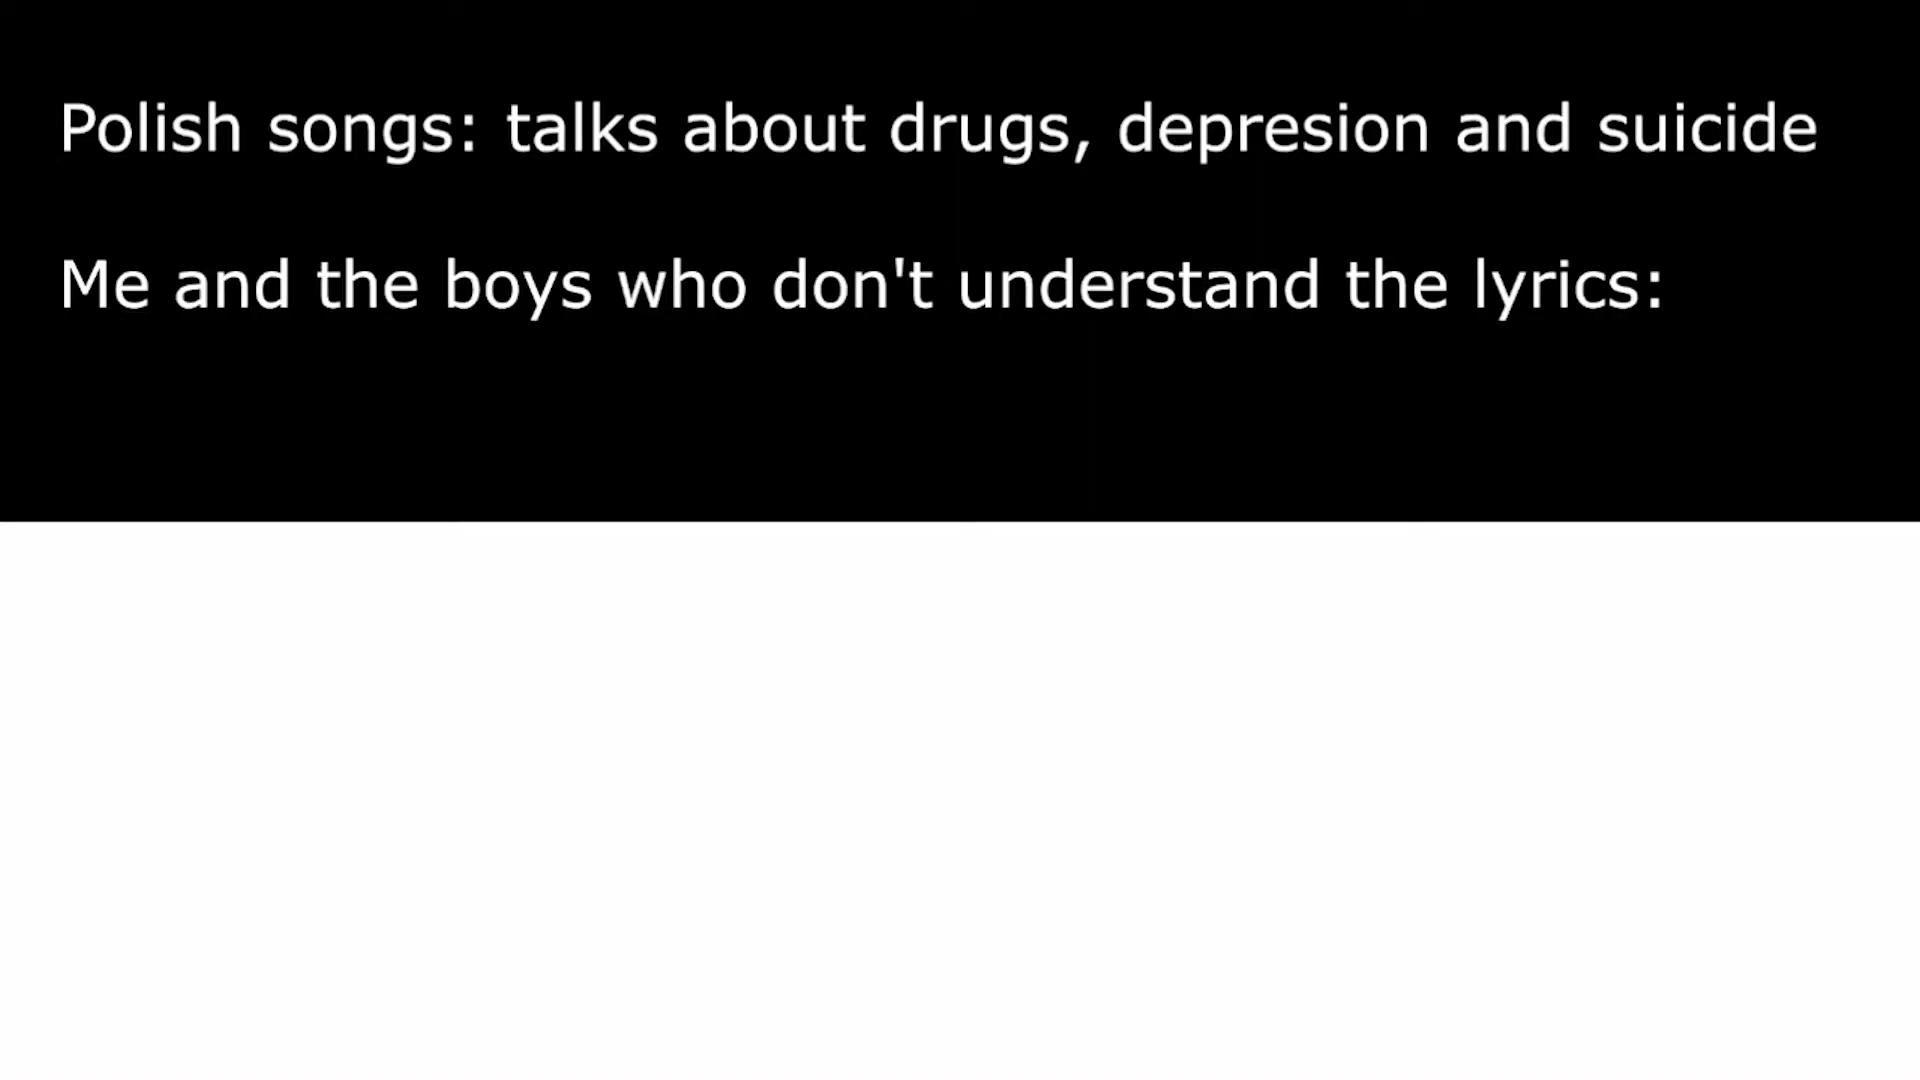 Polish songs: talks about drugs, depresion and suicide
Me and the boys who don't understand the lyrics: